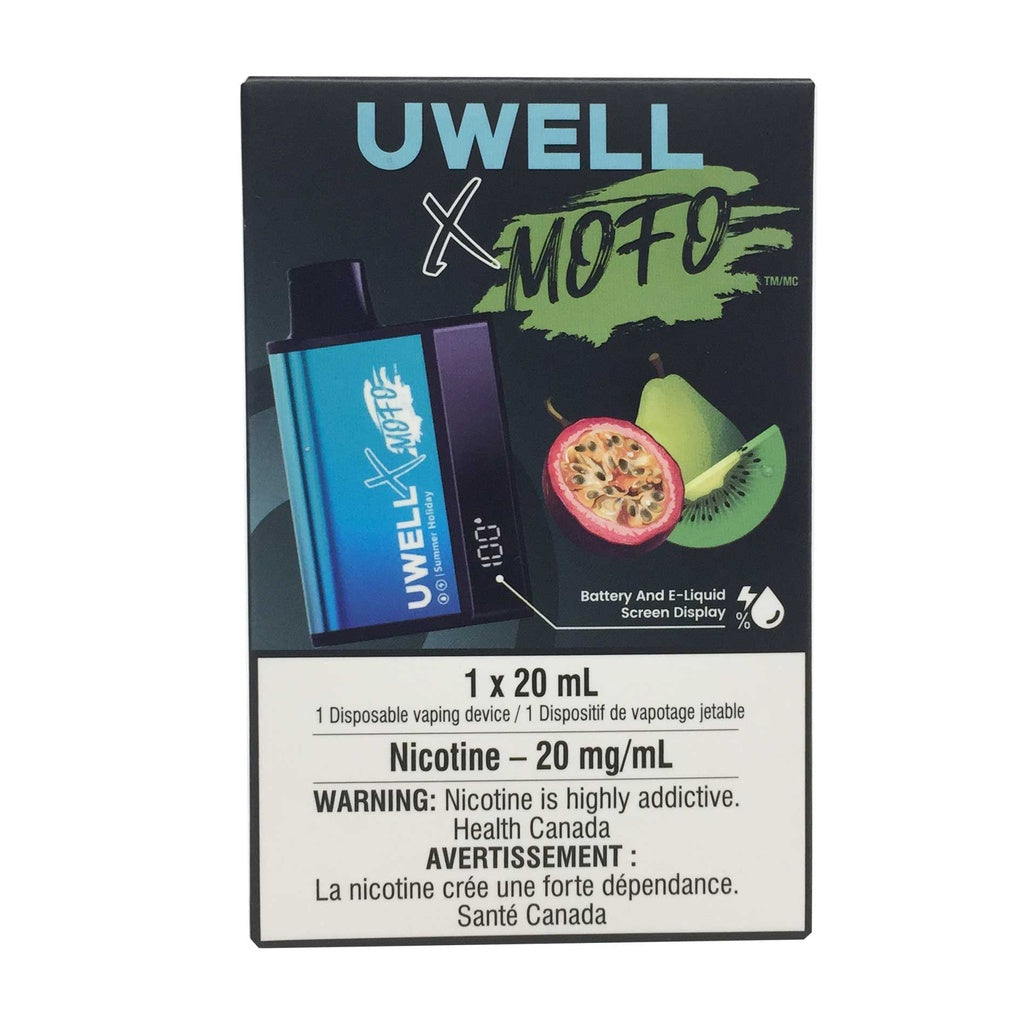 UWELL
X MOFO
TM/MC
UWELL X MOFO
Summer Holiday
100
Battery And E-Liquid
Screen Display
%
1 x 20 mL
1 Disposable vaping device / 1 Dispositif de vapotage jetable
Nicotine – 20 mg/mL
WARNING: Nicotine is highly addictive.
Health Canada
AVERTISSEMENT :
La nicotine crée une forte dépendance.
Santé Canada